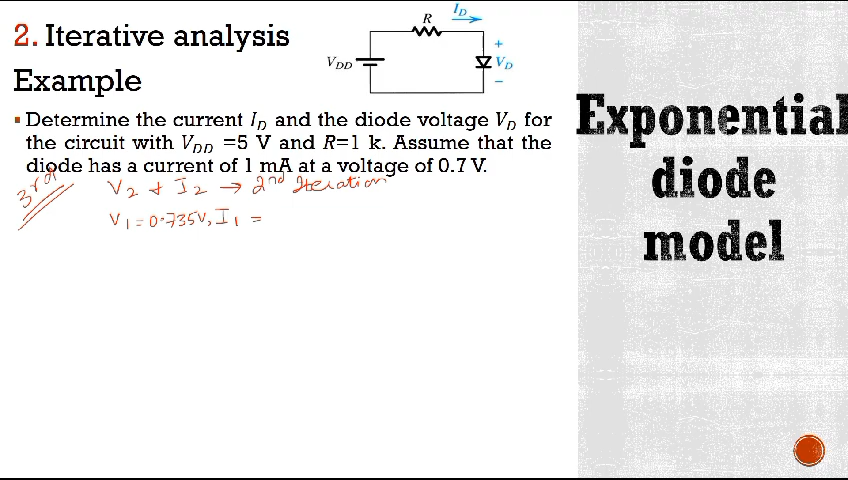 2. Iterative analysis
Example
R
I_D
V_DD
+
V_D
−
▪ Determine the current I_D and the diode voltage V_D for
the circuit with V_DD =5 V and R=1 k. Assume that the
diode has a current of 1 mA at a voltage of 0.7 V.
3rd
V2 + I2 → 2nd Iteration
V1 = 0.735V, I1 =
Exponential
diode
model